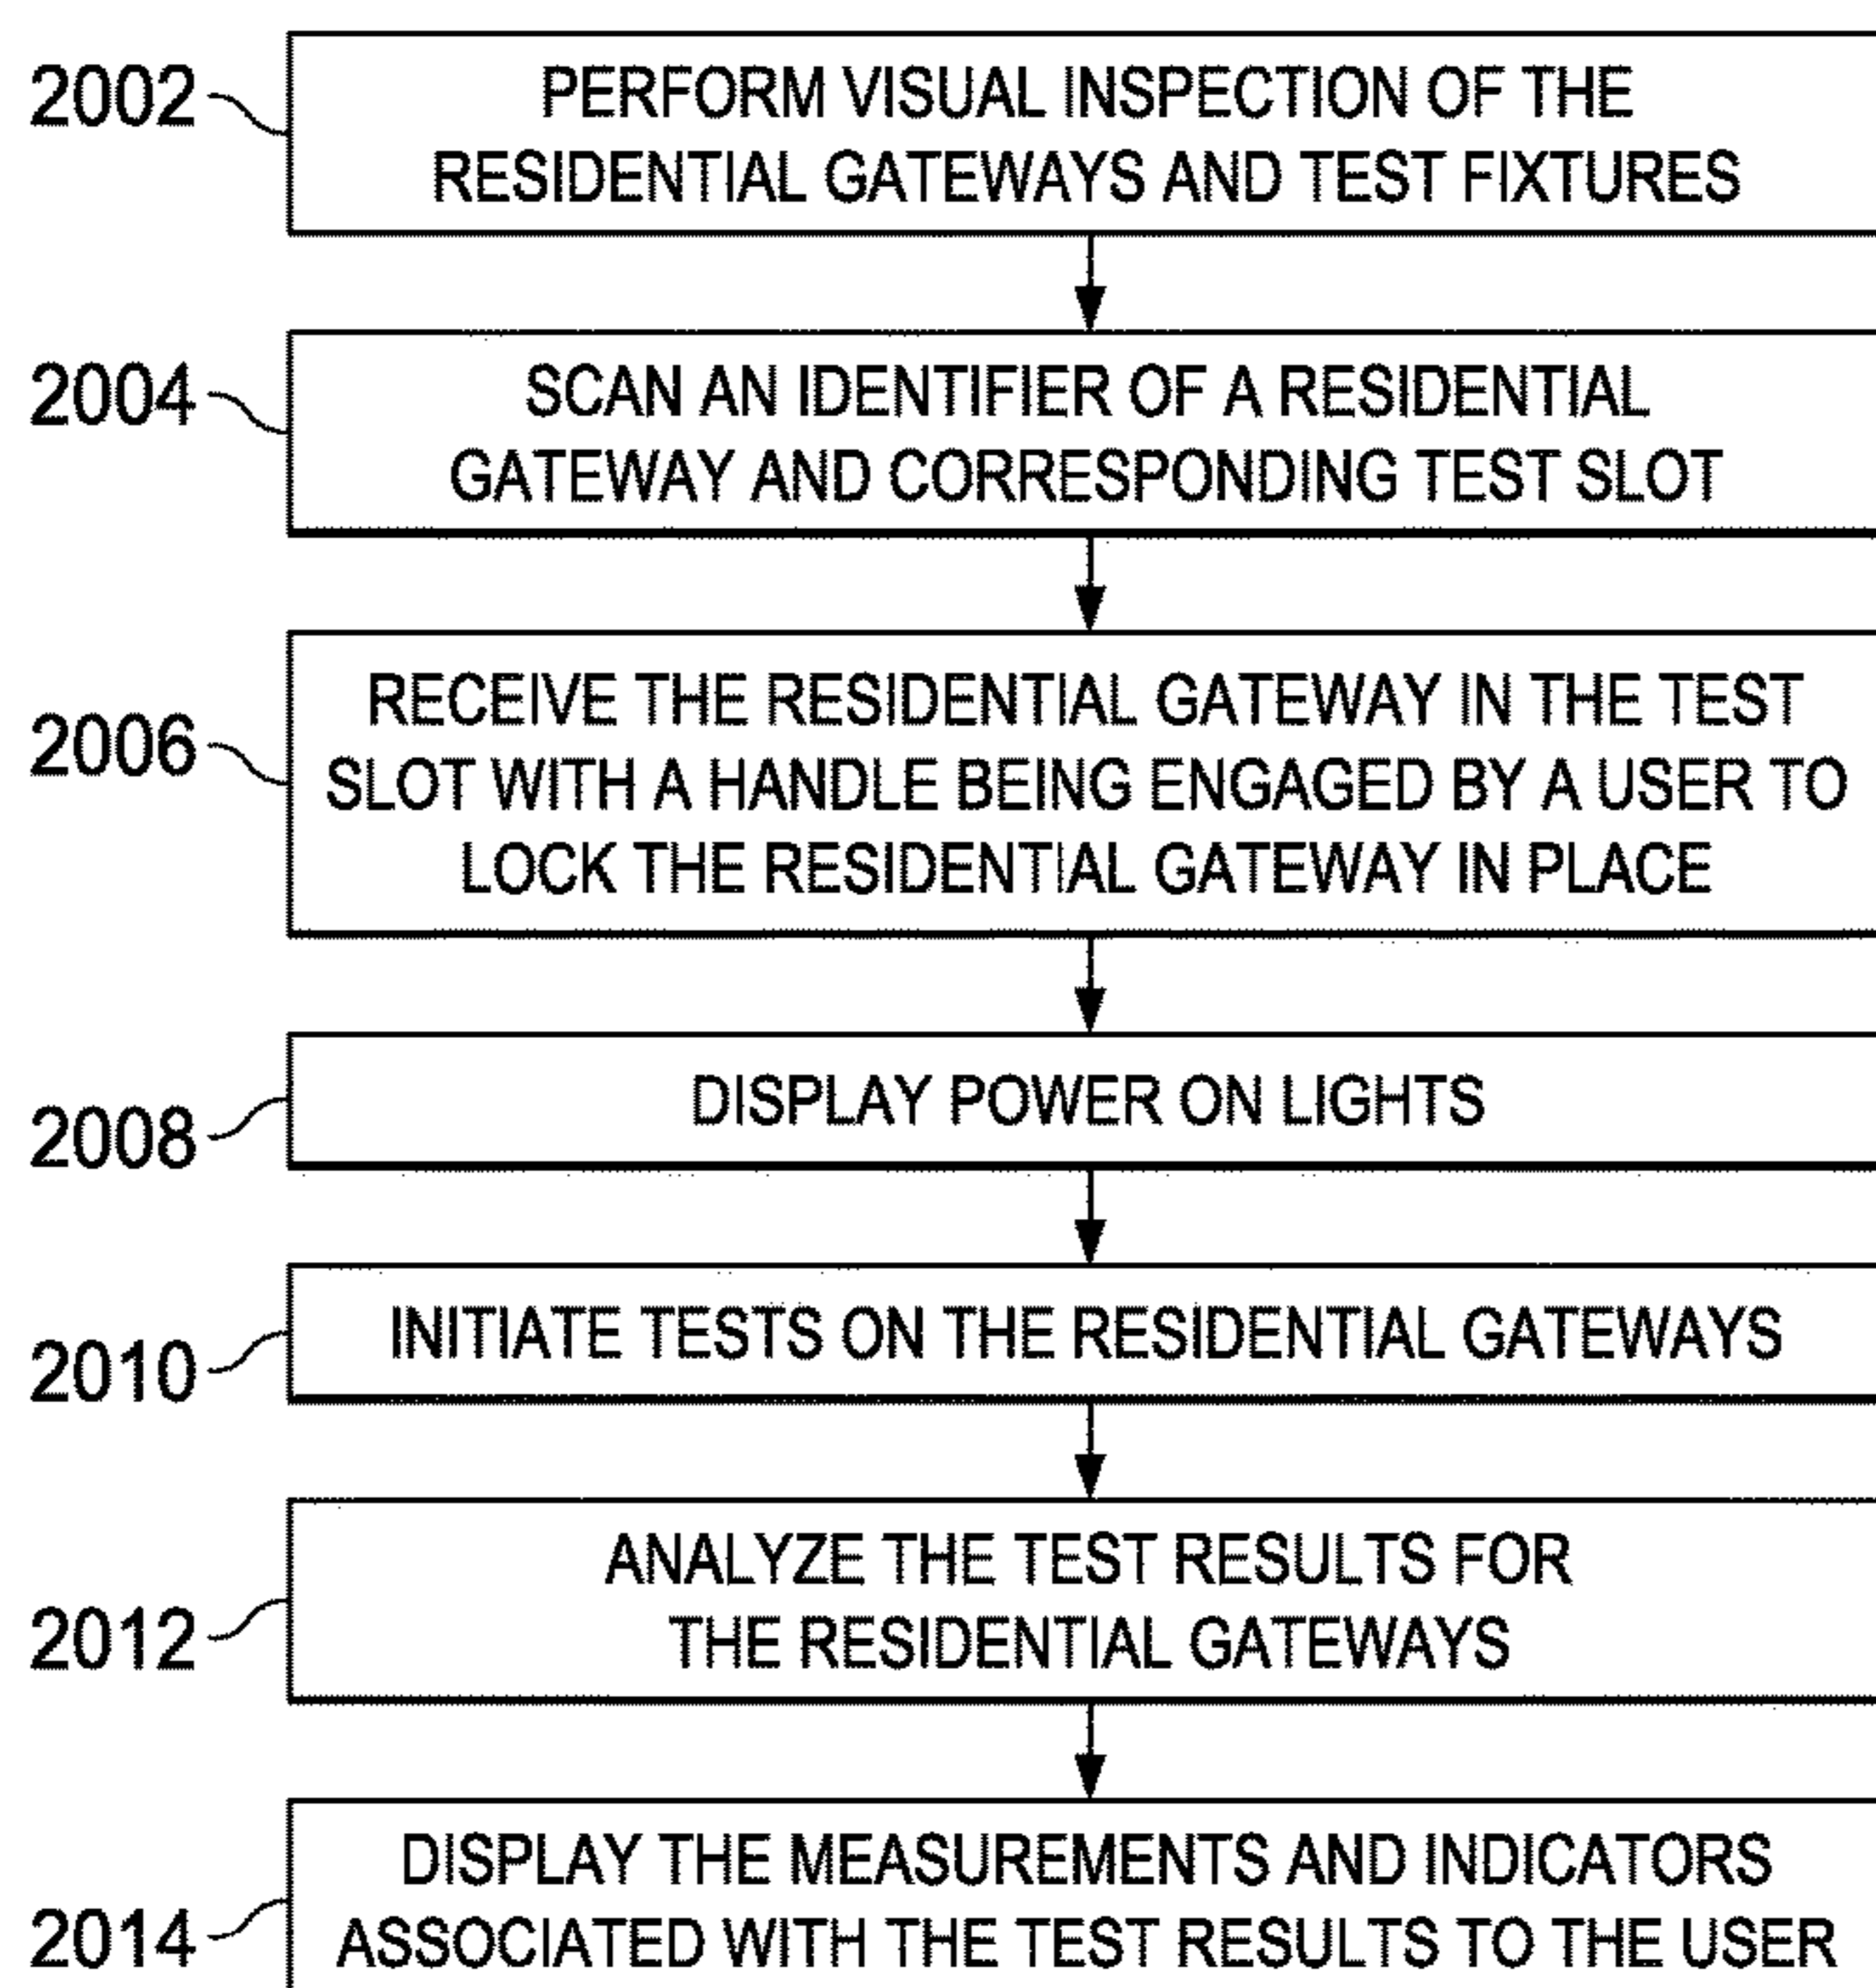 2002
PERFORM VISUAL INSPECTION OF THE
RESIDENTIAL GATEWAYS AND TEST FIXTURES
2004
SCAN AN IDENTIFIER OF A RESIDENTIAL
GATEWAY AND CORRESPONDING TEST SLOT
2006
RECEIVE THE RESIDENTIAL GATEWAY IN THE TEST
SLOT WITH A HANDLE BEING ENGAGED BY A USER TO
LOCK THE RESIDENTIAL GATEWAY IN PLACE
2008
DISPLAY POWER ON LIGHTS
2010
INITIATE TESTS ON THE RESIDENTIAL GATEWAYS
2012
ANALYZE THE TEST RESULTS FOR
THE RESIDENTIAL GATEWAYS
2014
DISPLAY THE MEASUREMENTS AND INDICATORS
ASSOCIATED WITH THE TEST RESULTS TO THE USER